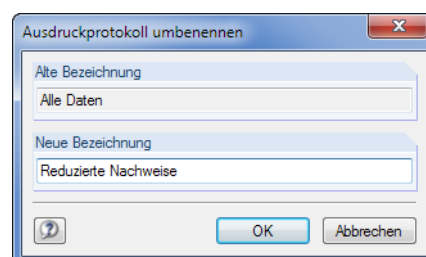 Ausdruckprotokoll umbenennen
Alte Bezeichnung
Alle Daten
Neue Bezeichnung
Reduzierte Nachweise
OK
Abbrechen